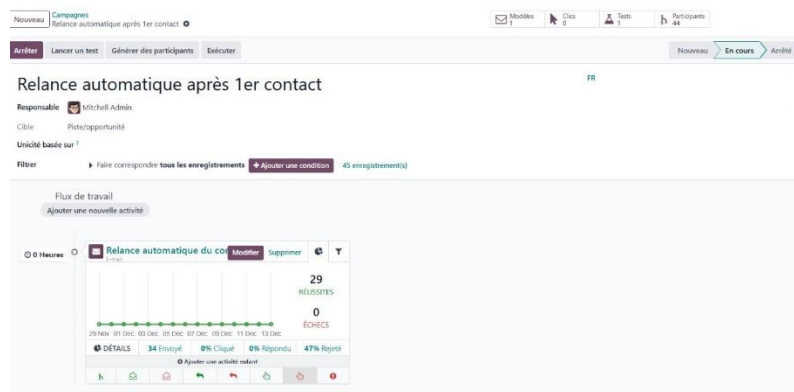 Nouveau
Campagnes
Relance automatique après 1er contact
Modèles
1
Clics
0
Tests
1
Participants
44
Arrêter Lancer un test Générer des participants Exécuter
Nouveau En cours Arrêté
Relance automatique après 1er contact
FR
Responsable Mitchell Admin
Cible Piste/opportunité
Unicité basée sur ?
Filtrer Faire correspondre tous les enregistrements + Ajouter une condition 45 enregistrement(s)
Flux de travail
Ajouter une nouvelle activité
0 Heures
Relance automatique du cor Modifier Supprimer
E-mail
29
RÉUSSITES
0
ÉCHECS
29 Nov 01 Dec 03 Dec 05 Dec 07 Dec 09 Dec 11 Dec 13 Dec
DÉTAILS 34 Envoyé 0% Cliqué 0% Répondu 47% Rejeté
Ajouter une activité enfant